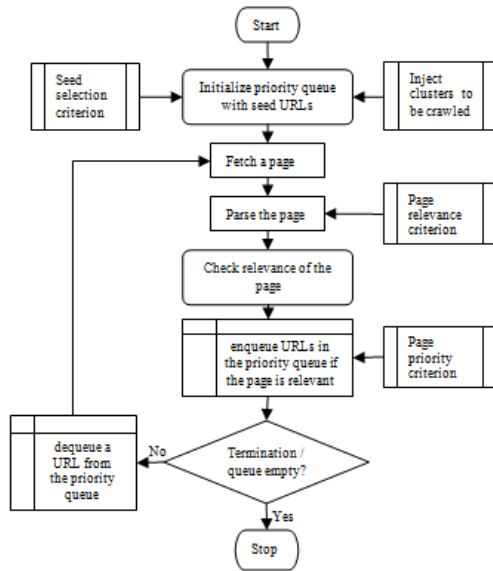 Start
Seed
selection
criterion
Initialize priority queue
with seed URLs
Inject
clusters to
be crawled
Fetch a page
Parse the page
Page
relevance
criterion
Check relevance of the
page
enqueue URLs in
the priority queue if
the page is relevant
Page
priority
criterion
dequeue a
URL from
the priority
queue
No
Termination /
queue empty?
Yes
Stop